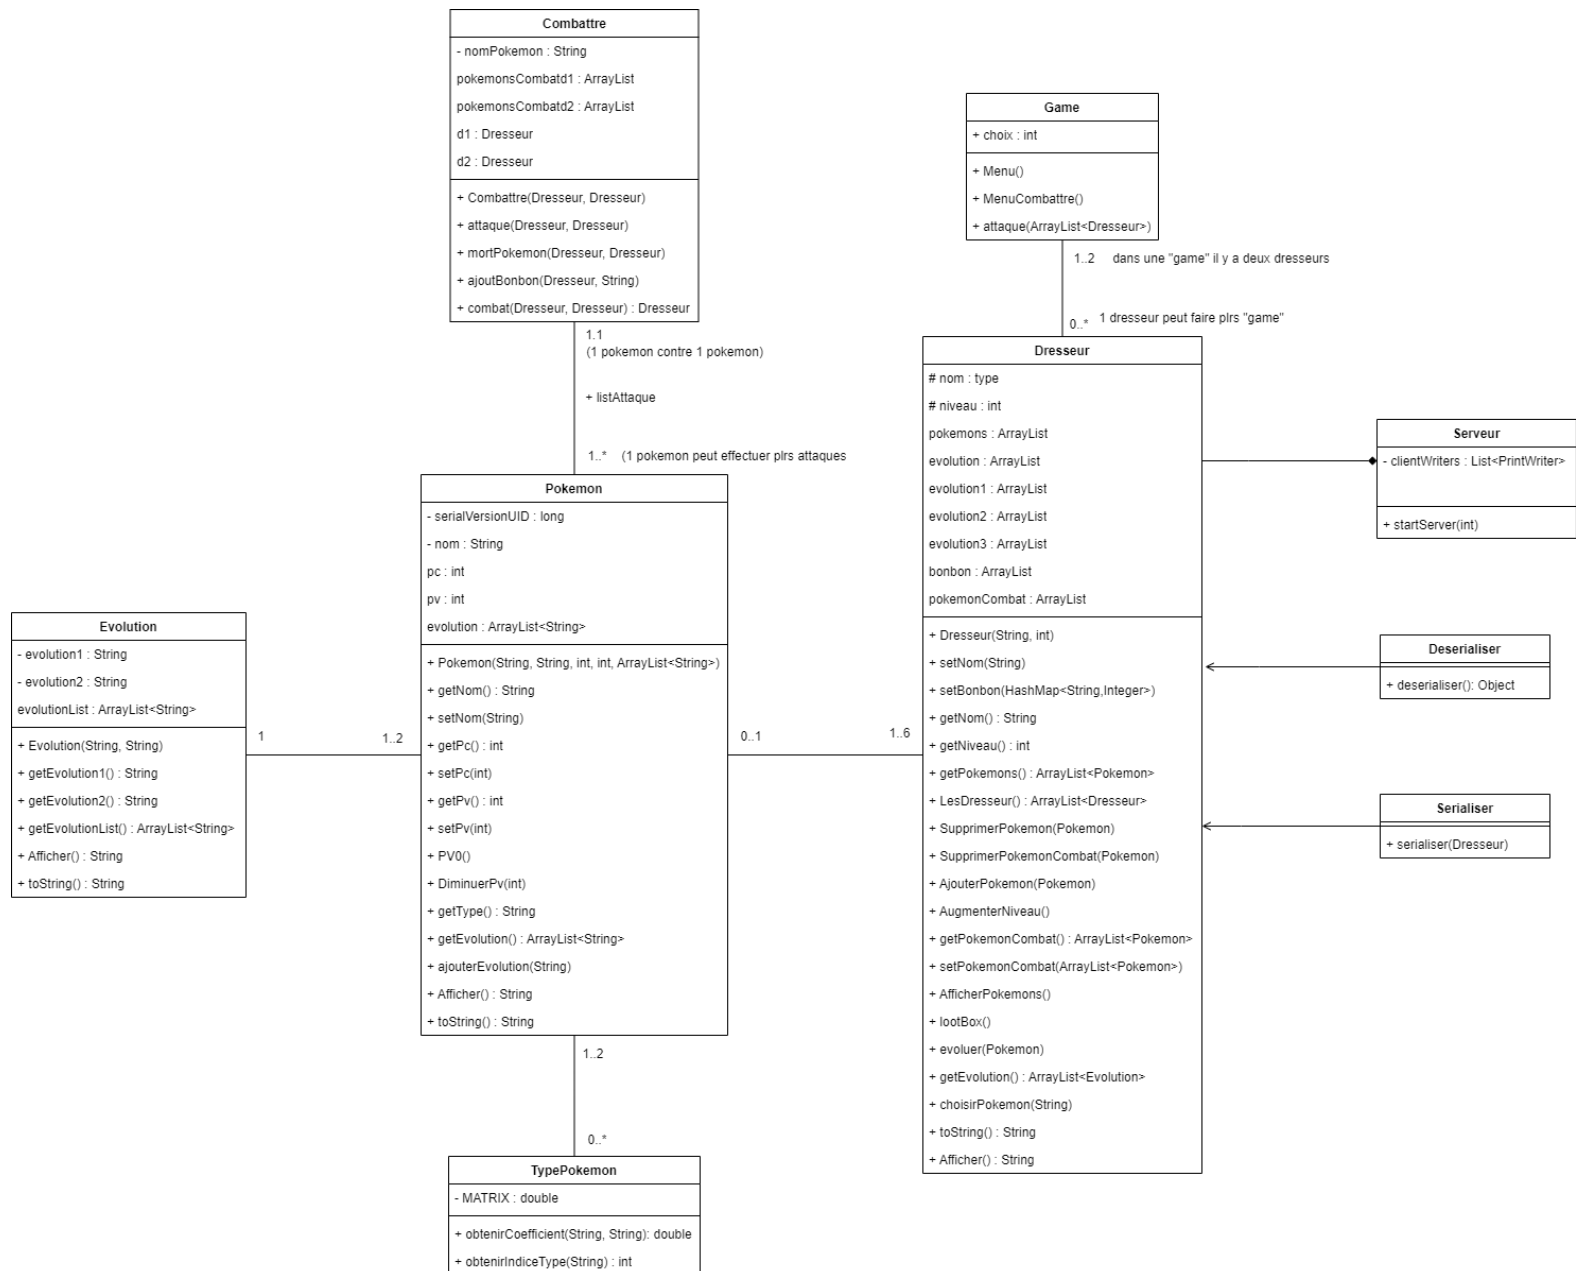 Combattre
- nomPokemon : String
pokemonsCombatd1 : ArrayList
pokemonsCombatd2 : ArrayList
d1 : Dresseur
d2 : Dresseur
+ Combattre(Dresseur, Dresseur)
+ attaque(Dresseur, Dresseur)
+ mortPokemon(Dresseur, Dresseur)
+ ajoutBonbon(Dresseur, String)
+ combat(Dresseur, Dresseur) : Dresseur
1.1
(1 pokemon contre 1 pokemon)
+ listAttaque
1..* (1 pokemon peut effectuer plrs attaques
Game
+ choix : int
+ Menu()
+ MenuCombattre()
+ attaque(ArrayList<Dresseur>)
1..2 dans une "game" il y a deux dresseurs
0..* 1 dresseur peut faire plrs "game"
Dresseur
# nom : type
# niveau : int
pokemons : ArrayList
evolution : ArrayList
evolution1 : ArrayList
evolution2 : ArrayList
evolution3 : ArrayList
bonbon : ArrayList
pokemonCombat : ArrayList
+ Dresseur(String, int)
+ setNom(String)
+ setBonbon(HashMap<String,Integer>)
+ getNom() : String
+ getNiveau() : int
+ getPokemons() : ArrayList<Pokemon>
+ LesDresseur() : ArrayList<Dresseur>
+ SupprimerPokemon(Pokemon)
+ SupprimerPokemonCombat(Pokemon)
+ AjouterPokemon(Pokemon)
+ AugmenterNiveau()
+ getPokemonCombat() : ArrayList<Pokemon>
+ setPokemonCombat(ArrayList<Pokemon>)
+ AfficherPokemons()
+ lootBox()
+ evoluer(Pokemon)
+ getEvolution() : ArrayList<Evolution>
+ choisirPokemon(String)
+ toString() : String
+ Afficher() : String
Serveur
- clientWriters : List<PrintWriter>
+ startServer(int)
Deserialiser
+ deserialiser(): Object
Serialiser
+ serialiser(Dresseur)
Pokemon
- serialVersionUID : long
- nom : String
pc : int
pv : int
evolution : ArrayList<String>
+ Pokemon(String, String, int, int, ArrayList<String>)
+ getNom() : String
+ setNom(String)
+ getPc() : int
+ setPc(int)
+ getPv() : int
+ setPv(int)
+ PV0()
+ DiminuerPv(int)
+ getType() : String
+ getEvolution() : ArrayList<String>
+ ajouterEvolution(String)
+ Afficher() : String
+ toString() : String
0..1
1..6
Evolution
- evolution1 : String
- evolution2 : String
evolutionList : ArrayList<String>
+ Evolution(String, String)
+ getEvolution1() : String
+ getEvolution2() : String
+ getEvolutionList() : ArrayList<String>
+ Afficher() : String
+ toString() : String
1
1..2
1..2
0..*
TypePokemon
- MATRIX : double
+ obtenirCoefficient(String, String): double
+ obtenirIndiceType(String) : int